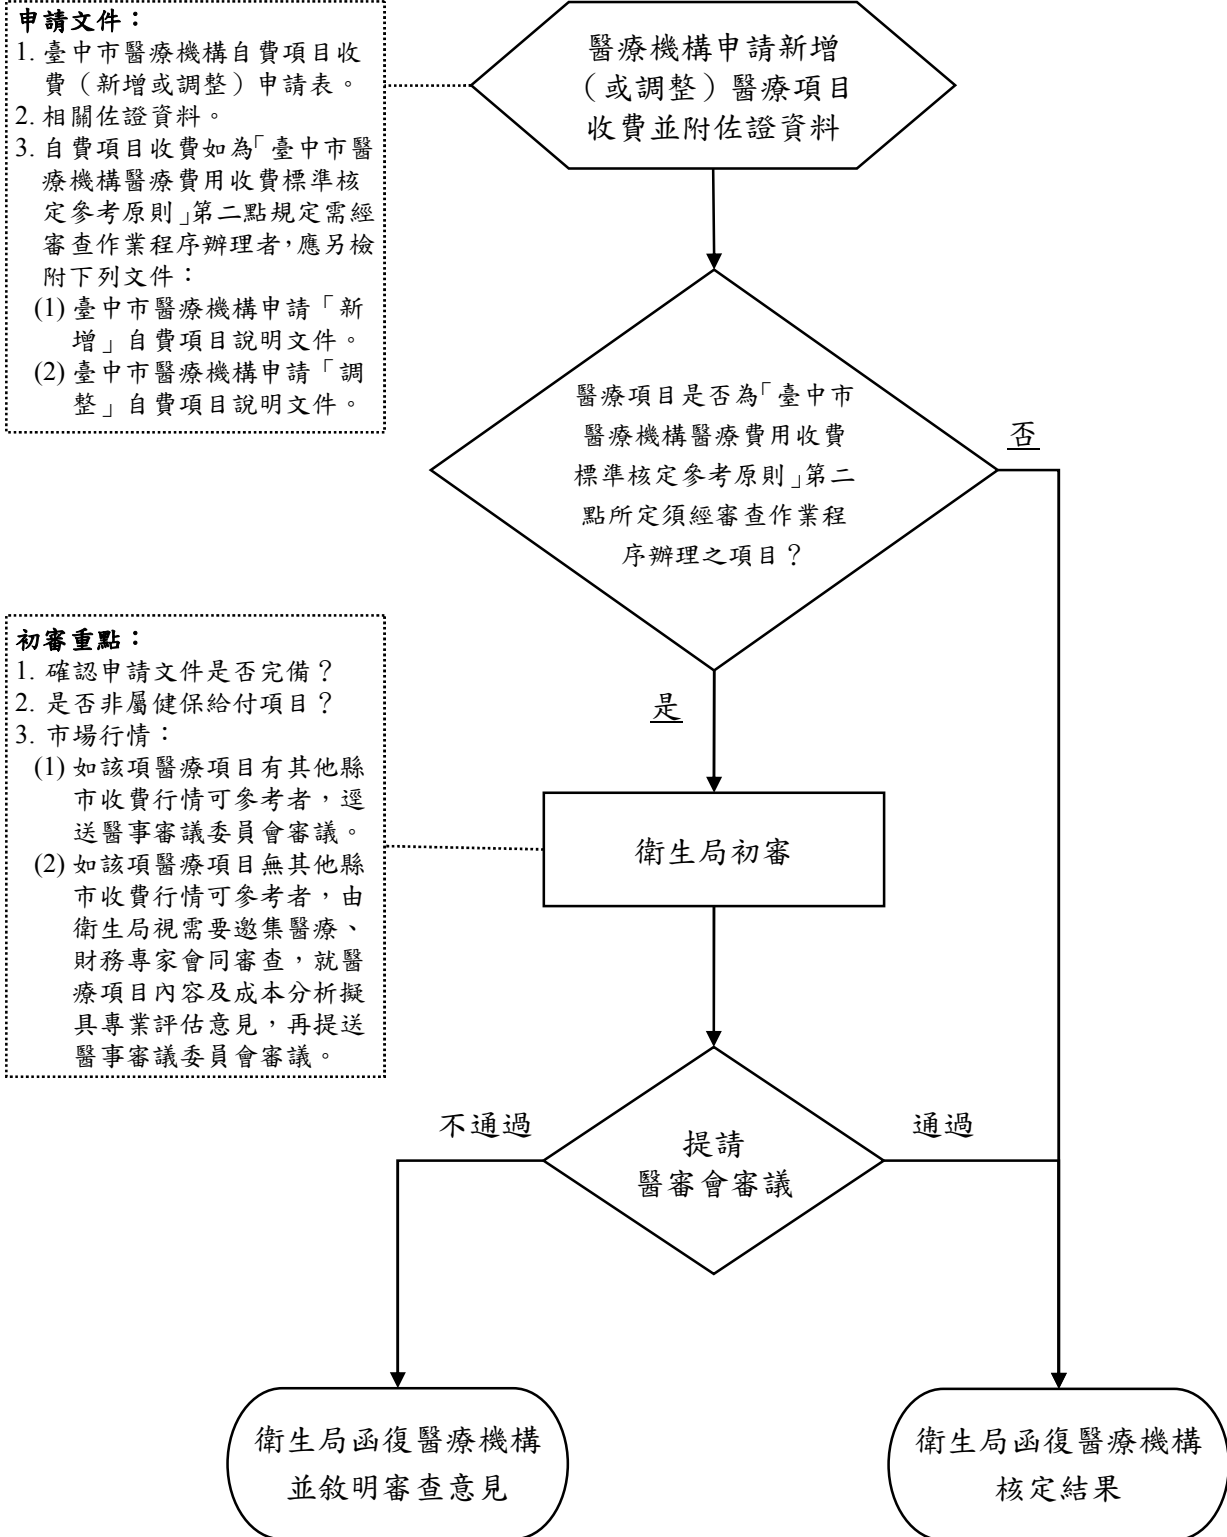 申請文件：
1. 臺中市醫療機構自費項目收
費（新增或調整）申請表。
2. 相關佐證資料。
3. 自費項目收費如為「臺中市醫
療機構醫療費用收費標準核
定參考原則」第二點規定需經
審查作業程序辦理者，應另檢
附下列文件：
(1) 臺中市醫療機構申請「新
增」自費項目說明文件。
(2) 臺中市醫療機構申請「調
整」自費項目說明文件。
醫療機構申請新增
（或調整）醫療項目
收費並附佐證資料
醫療項目是否為「臺中市
醫療機構醫療費用收費
標準核定參考原則」第二
點所定須經審查作業程
序辦理之項目？
否
是
初審重點：
1. 確認申請文件是否完備？
2. 是否非屬健保給付項目？
3. 市場行情：
(1) 如該項醫療項目有其他縣
市收費行情可參考者，逕
送醫事審議委員會審議。
(2) 如該項醫療項目無其他縣
市收費行情可參考者，由
衛生局視需要邀集醫療、
財務專家會同審查，就醫
療項目內容及成本分析擬
具專業評估意見，再提送
醫事審議委員會審議。
衛生局初審
提請
醫審會審議
不通過
通過
衛生局函復醫療機構
並敘明審查意見
衛生局函復醫療機構
核定結果